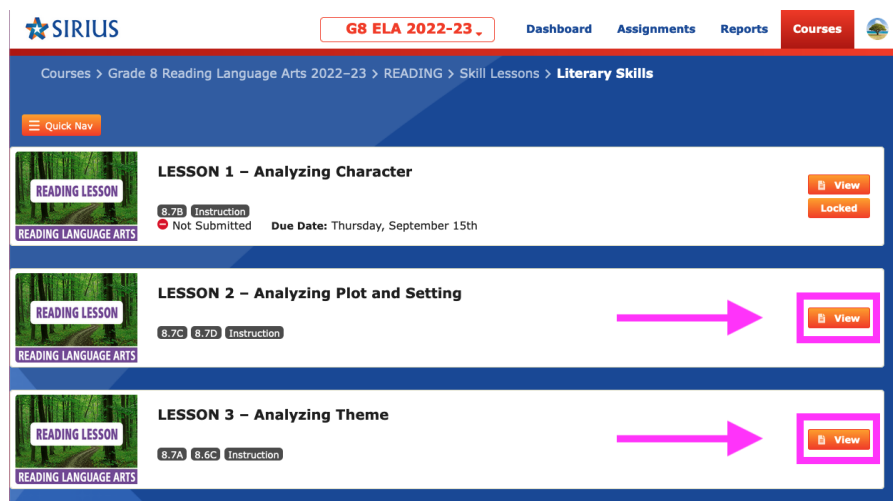 SIRIUS
G8 ELA 2022-23
Dashboard Assignments Reports Courses
Courses > Grade 8 Reading Language Arts 2022–23 > READING > Skill Lessons > Literary Skills
Quick Nav
READING LESSON
READING LANGUAGE ARTS
LESSON 1 – Analyzing Character
8.7B Instruction
Not Submitted Due Date: Thursday, September 15th
View
Locked
READING LESSON
READING LANGUAGE ARTS
LESSON 2 – Analyzing Plot and Setting
8.7C 8.7D Instruction
View
READING LESSON
READING LANGUAGE ARTS
LESSON 3 – Analyzing Theme
8.7A 8.6C Instruction
View